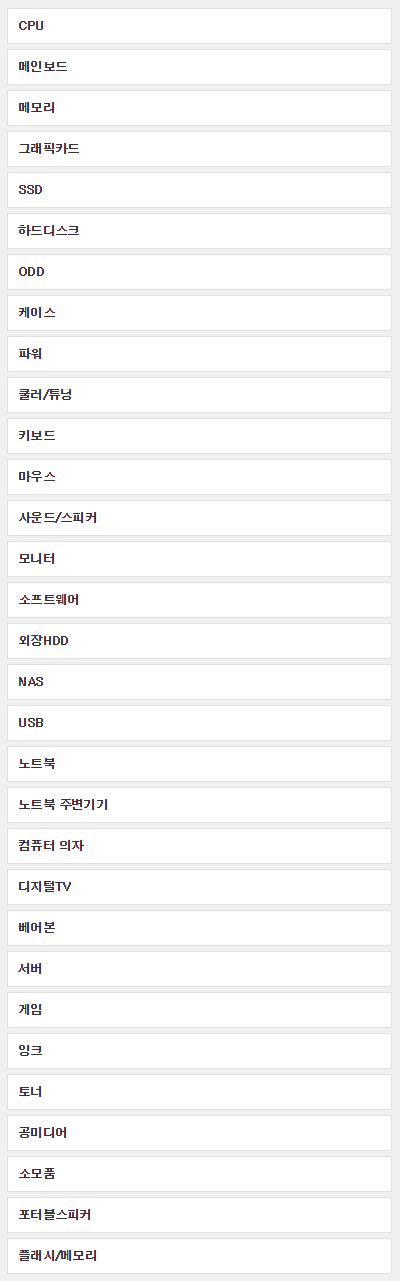 CPU
메인보드
메모리
그래픽카드
SSD
하드디스크
ODD
케이스
파워
쿨러/튜닝
키보드
마우스
사운드/스피커
모니터
소프트웨어
외장HDD
NAS
USB
노트북
노트북 주변기기
컴퓨터 의자
디지털TV
베어본
서버
게임
잉크
토너
공미디어
소모품
포터블스피커
플래시/메모리